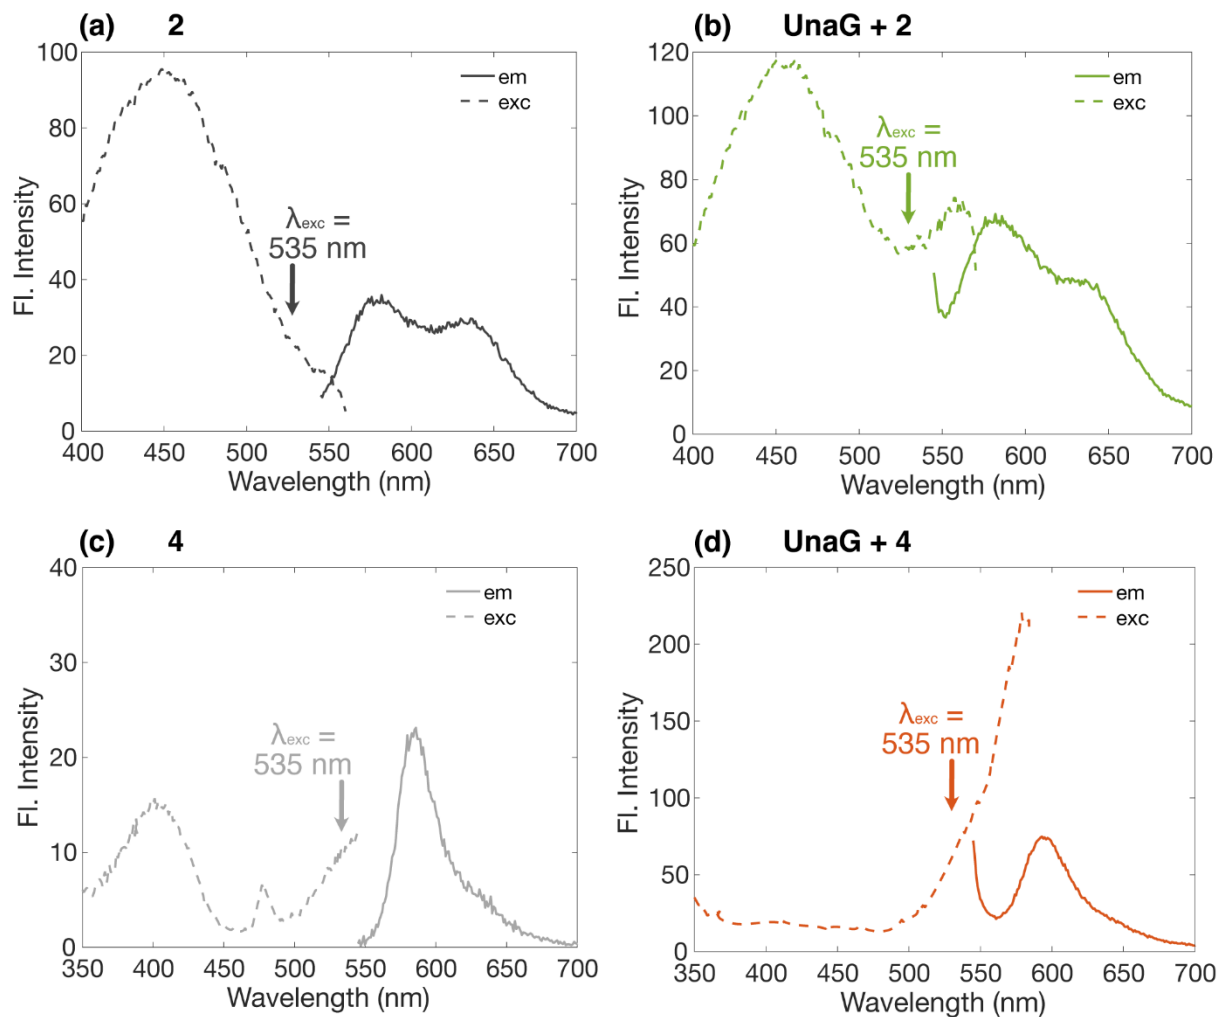 (a) 2
100
80
60
40
20
0
400 450 500 550 600 650 700
Fl. Intensity
Wavelength (nm)
em
exc
λexc =
535 nm
(b) UnaG + 2
120
100
80
60
40
20
0
400 450 500 550 600 650 700
Fl. Intensity
Wavelength (nm)
em
exc
λexc =
535 nm
(c) 4
40
30
20
10
0
350 400 450 500 550 600 650 700
Fl. Intensity
Wavelength (nm)
em
exc
λexc =
535 nm
(d) UnaG + 4
250
200
150
100
50
0
350 400 450 500 550 600 650 700
Fl. Intensity
Wavelength (nm)
em
exc
λexc =
535 nm